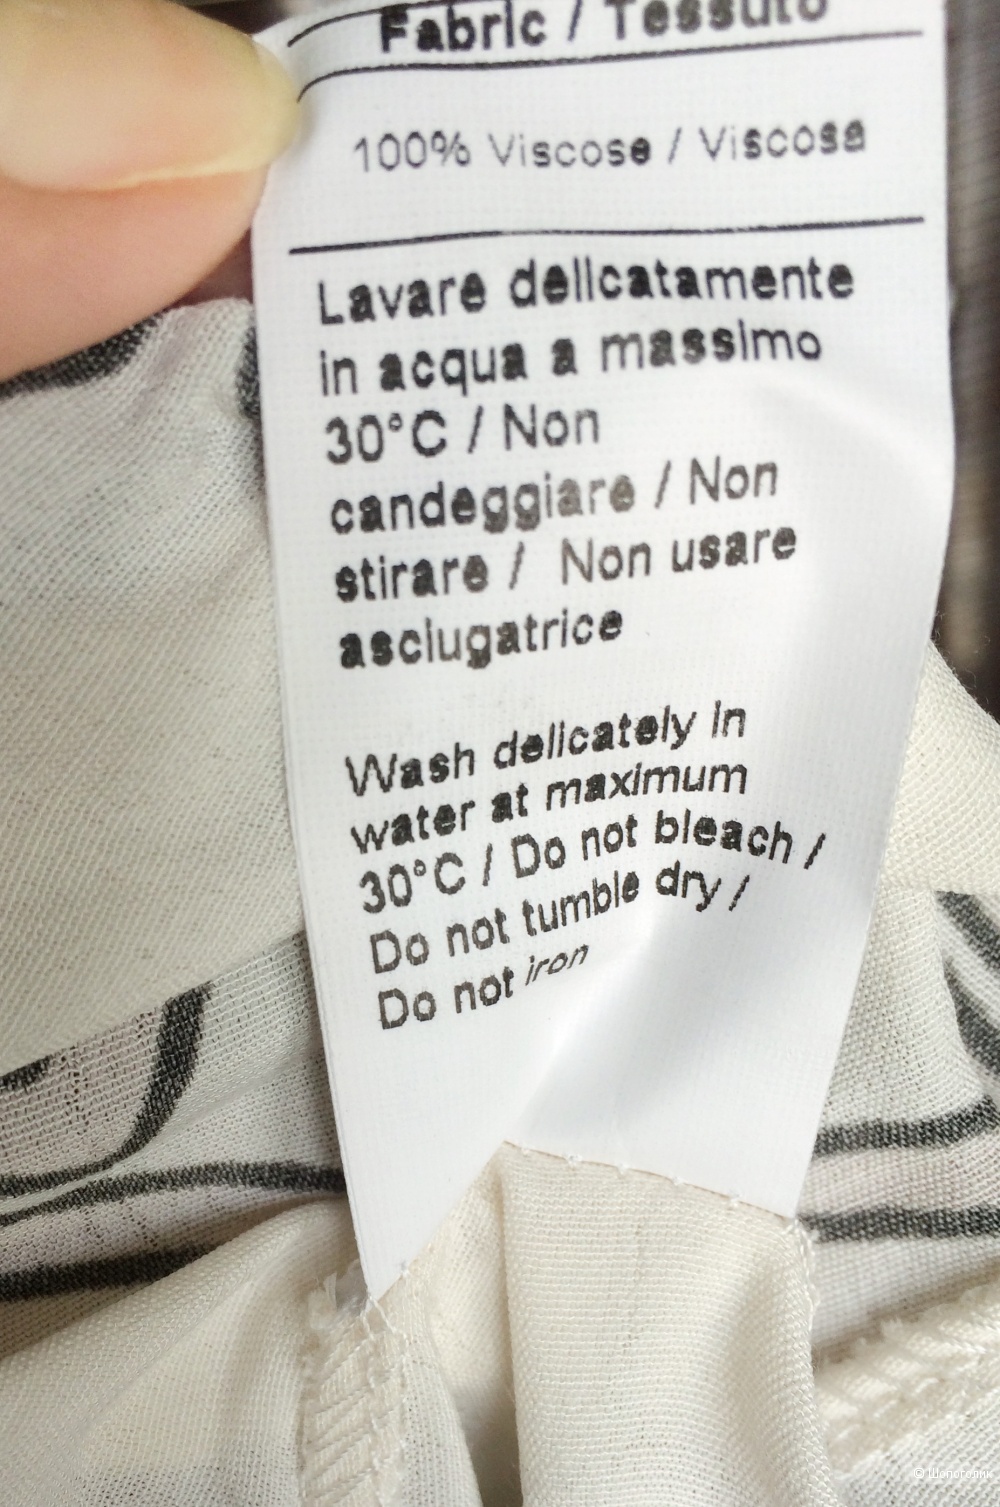 Fabric / Tessuto
100% Viscose / Viscosa
Lavare delicatamente
in acqua a massimo
30°C / Non
candeggiare / Non
stirare / Non usare
asciugatrice
Wash delicately in
water at maximum
30°C / Do not bleach /
Do not tumble dry /
Do not iron
© Шопоголик